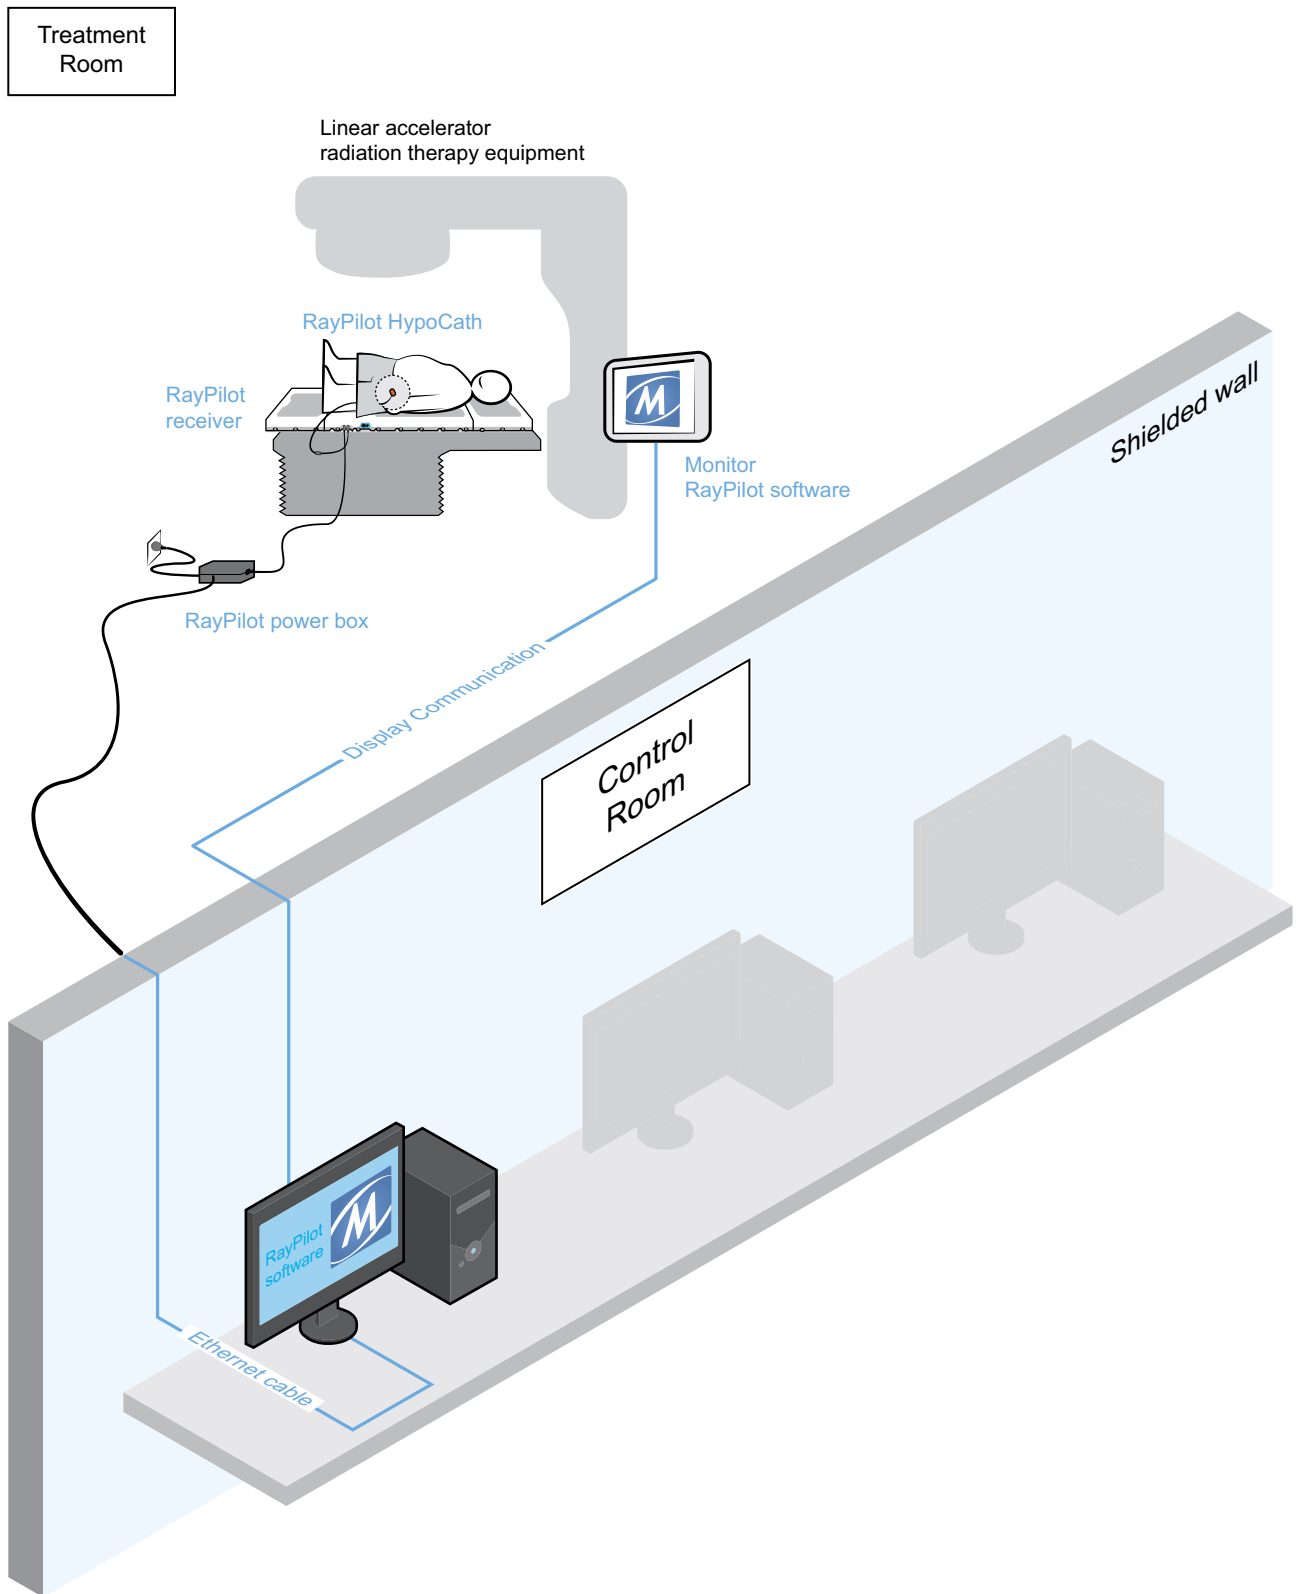 Treatment
Room
Linear accelerator
radiation therapy equipment
RayPilot HypoCath
RayPilot
receiver
M
Monitor
RayPilot software
Shielded wall
RayPilot power box
Display Communication
Control
Room
RayPilot
software
M
Ethernet cable